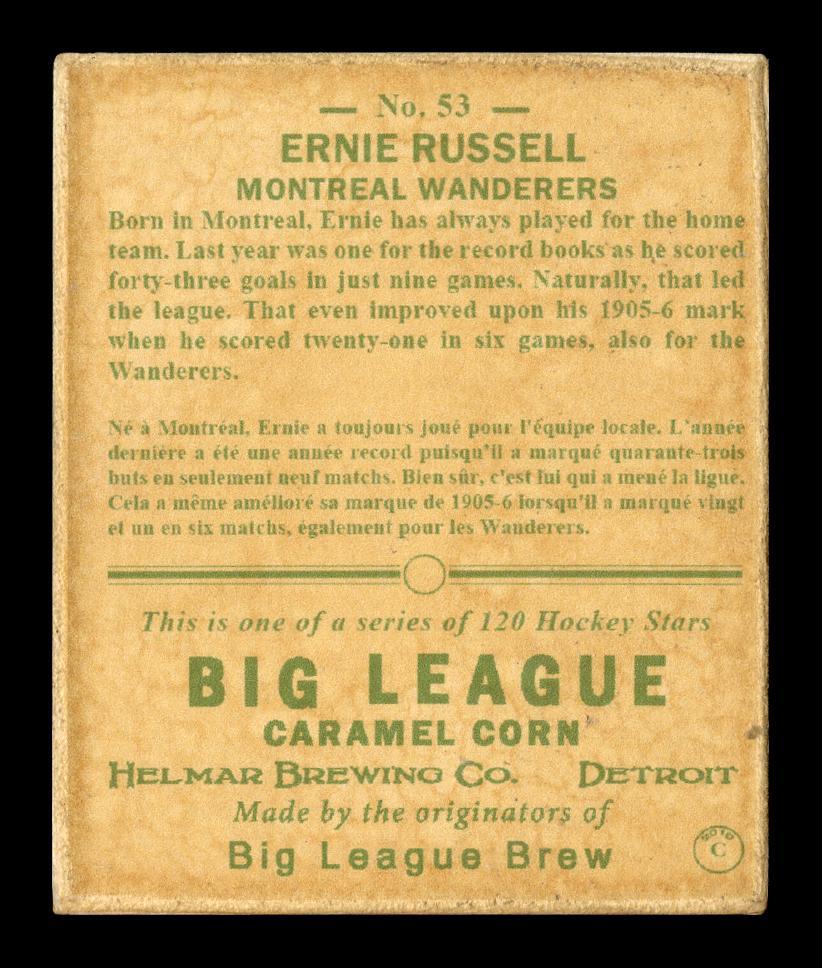 — No. 53 —
ERNIE RUSSELL
MONTREAL WANDERERS
Born in Montreal, Ernie has always played for the home
team. Last year was one for the record books as he scored
forty-three goals in just nine games. Naturally, that led
the league. That even improved upon his 1905-6 mark
when he scored twenty-one in six games, also for the
Wanderers.
Né à Montréal, Ernie a toujours joué pour l'équipe locale. L'année
dernière a été une année record puisqu'il a marqué quarante-trois
buts en seulement neuf matchs. Bien sûr, c'est lui qui a mené la ligue.
Cela a même amélioré sa marque de 1905-6 lorsqu'il a marqué vingt
et un en six matchs, également pour les Wanderers.
This is one of a series of 120 Hockey Stars
BIG LEAGUE
CARAMEL CORN
HELMAR BREWING CO. DETROIT
Made by the originators of
Big League Brew
2010
C